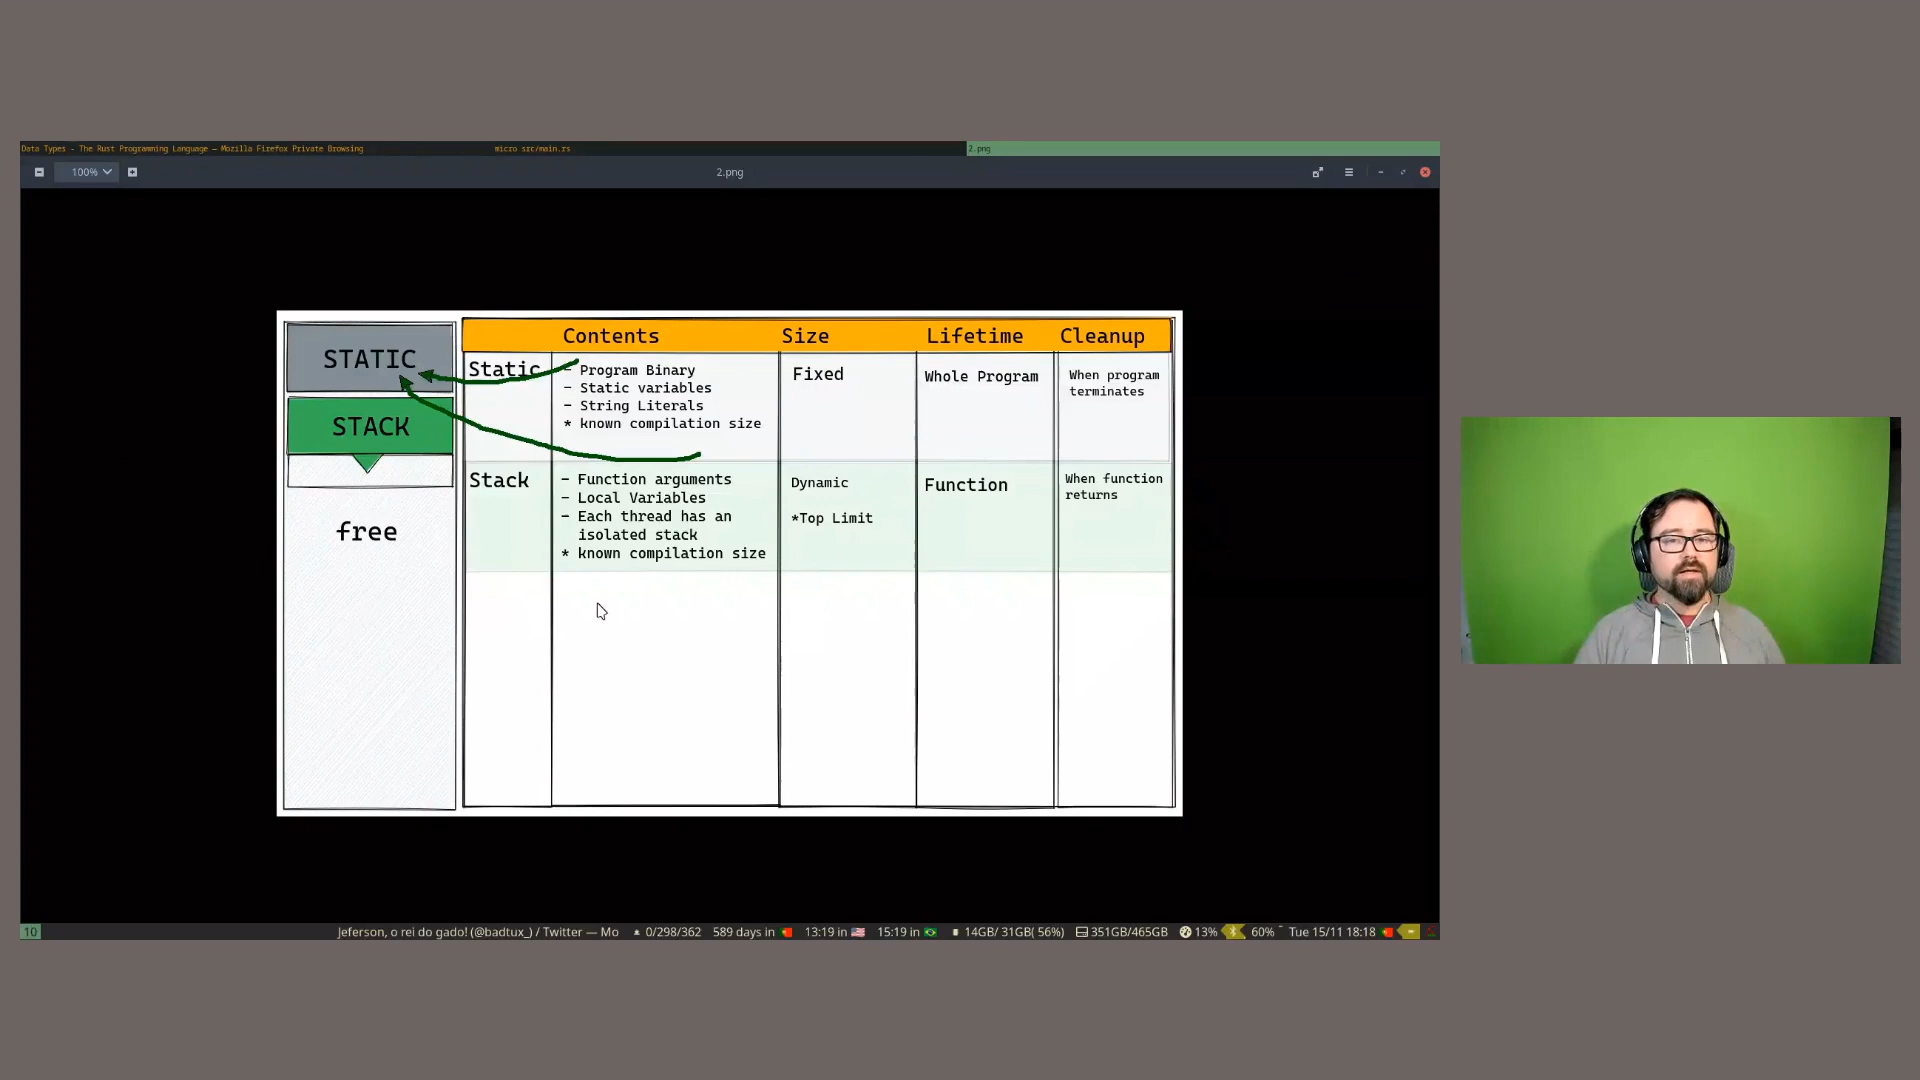 Data Types - The Rust Programming Language — Mozilla Firefox Private Browsing
micro src/main.rs
2.png
100%
2.png
STATIC
STACK
free
Contents Size Lifetime Cleanup
Static
- Program Binary
- Static variables
- String Literals
* known compilation size
Fixed
Whole Program
When program
terminates
Stack
- Function arguments
- Local Variables
- Each thread has an
isolated stack
* known compilation size
Dynamic
*Top Limit
Function
When function
returns
10
Jeferson, o rei do gado! (@badtux_) / Twitter — Mo 0/298/362 589 days in 13:19 in 15:19 in 14GB/ 31GB( 56%) 351GB/465GB 13% 60% Tue 15/11 18:18